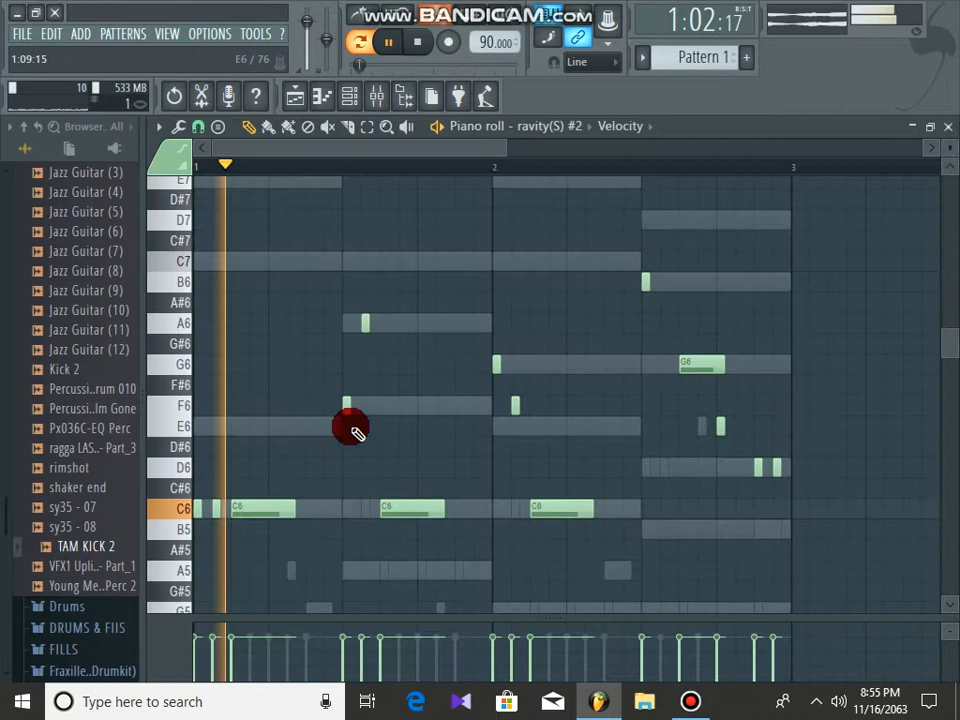 www.BANDICAM.com
FILE EDIT ADD PATTERNS VIEW OPTIONS TOOLS ?
1:09:15 E6 / 76
90.000
1:02:17
Line
Pattern 1
10 533 MB
1
Browser.. All
Piano roll - ravity(S) #2 Velocity
Jazz Guitar (3)
Jazz Guitar (4)
Jazz Guitar (5)
Jazz Guitar (6)
Jazz Guitar (7)
Jazz Guitar (8)
Jazz Guitar (9)
Jazz Guitar (10)
Jazz Guitar (11)
Jazz Guitar (12)
Kick 2
Percussi..rum 010
Percussi..lm Gone
Px036C-EQ Perc
ragga LAS.. - Part_3
rimshot
shaker end
sy35 - 07
sy35 - 08
TAM KICK 2
VFX1 Upli..- Part_1
Young Me..Perc 2
Drums
DRUMS & FIIS
FILLS
Fraxille..Drumkit)
1 2 3
E7
D#7
D7
C#7
C7
B6
A#6
A6
G#6
G6 G6
F#6
F6
E6
D#6
D6
C#6
C6 C6 C6 C6
B5
A#5
A5
G#5
G5
Type here to search
8:55 PM
11/16/2063